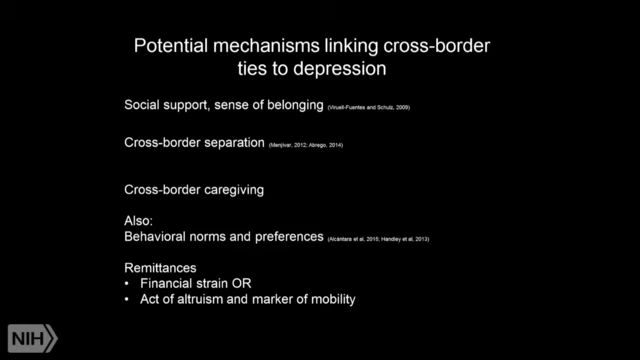 Potential mechanisms linking cross-border
ties to depression
Social support, sense of belonging (Viruell-Fuentes and Schulz, 2009)
Cross-border separation (Menjivar, 2012; Abrego, 2014)
Cross-border caregiving
Also:
Behavioral norms and preferences (Alcántara et al, 2015; Handley et al, 2013)
Remittances
• Financial strain OR
• Act of altruism and marker of mobility
NIH